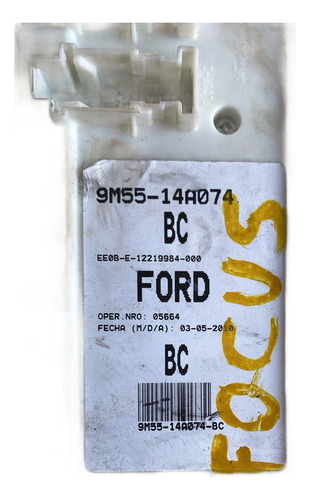 9M55-14A074
BC
EE0B-E-12219984-000
FORD
OPER.NRO: 05664
FECHA (M/D/A): 03-05-2010
BC
9M55-14A074-BC
FOCUS